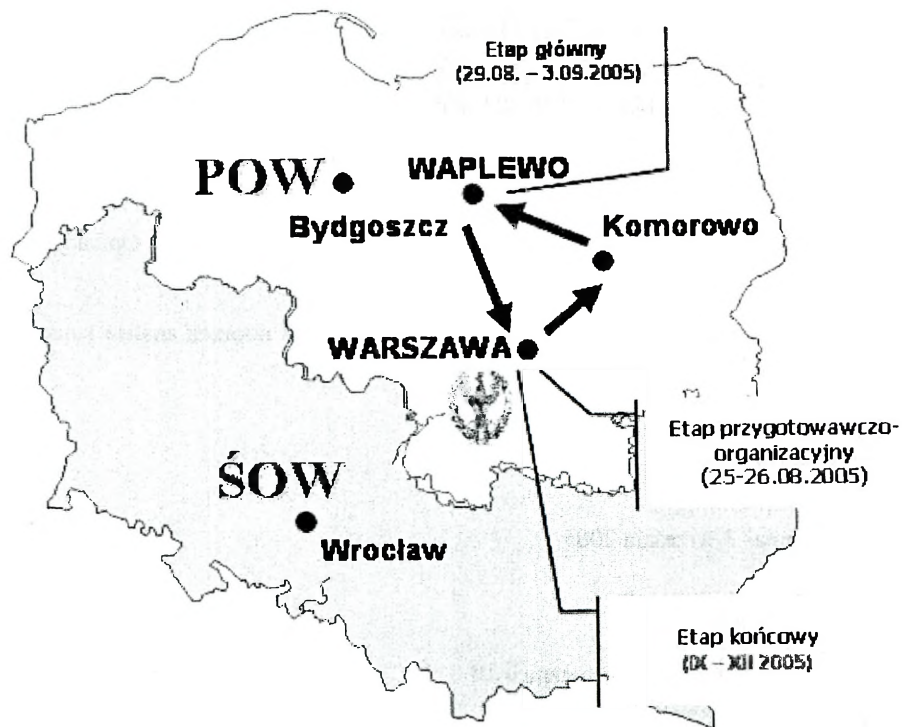 Etap główny
(29.08. – 3.09.2005)
POW
WAPLEWO
Bydgoszcz
Komorowo
WARSZAWA
Etap przygotowawczo-
organizacyjny
(25-26.08.2005)
ŚOW
Wrocław
Etap końcowy
(IX – XII 2005)